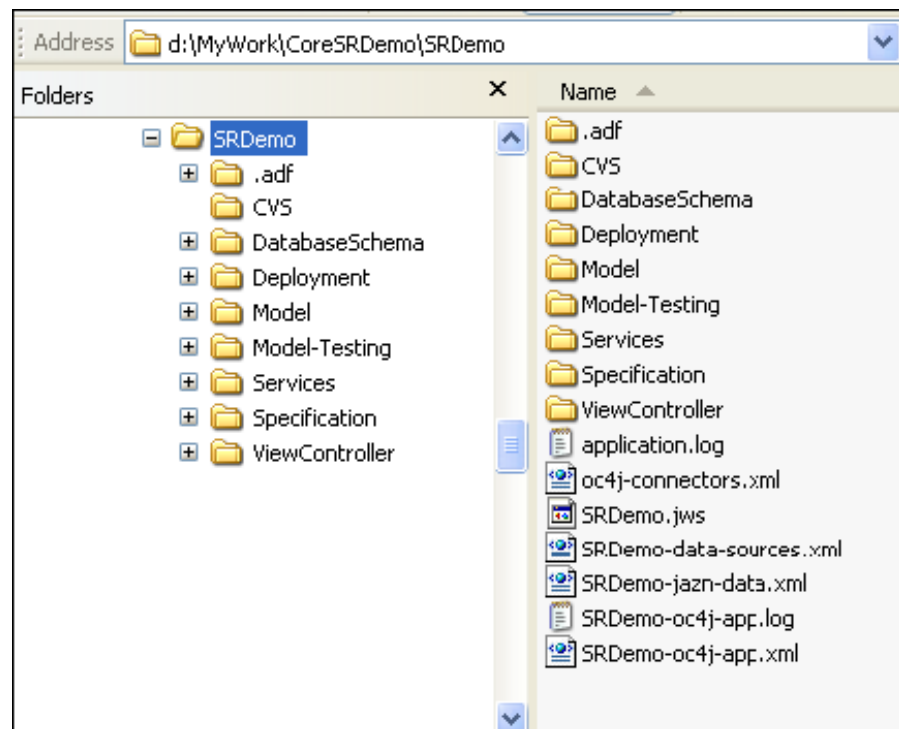 Address d:\MyWork\CoreSRDemo\SRDemo
Folders
SRDemo
.adf
CVS
DatabaseSchema
Deployment
Model
Model-Testing
Services
Specification
ViewController
Name
.adf
CVS
DatabaseSchema
Deployment
Model
Model-Testing
Services
Specification
ViewController
application.log
oc4j-connectors.xml
SRDemo.jws
SRDemo-data-sources.xml
SRDemo-jazn-data.xml
SRDemo-oc4j-app.log
SRDemo-oc4j-app.xml